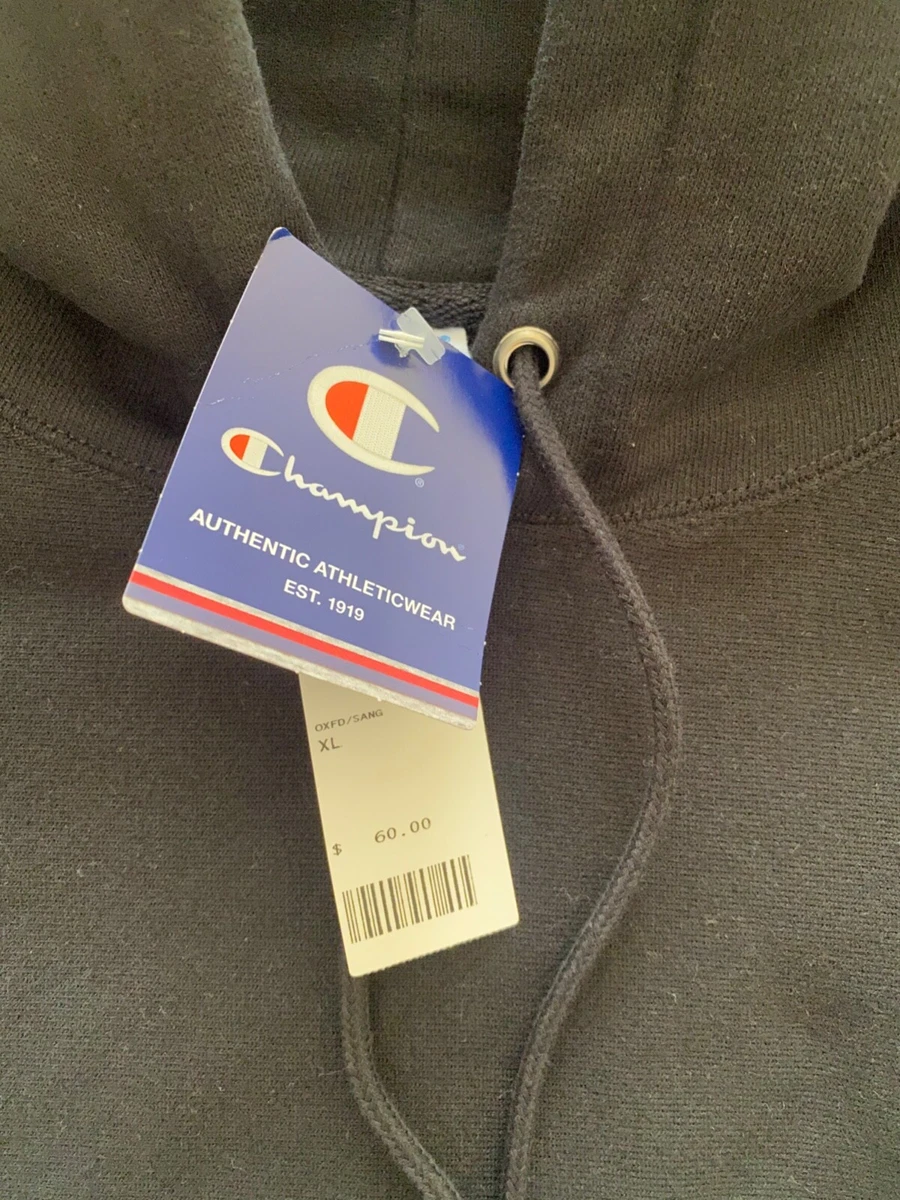 Champion
AUTHENTIC ATHLETICWEAR
EST. 1919
OXFD/SANG
XL
$ 60.00